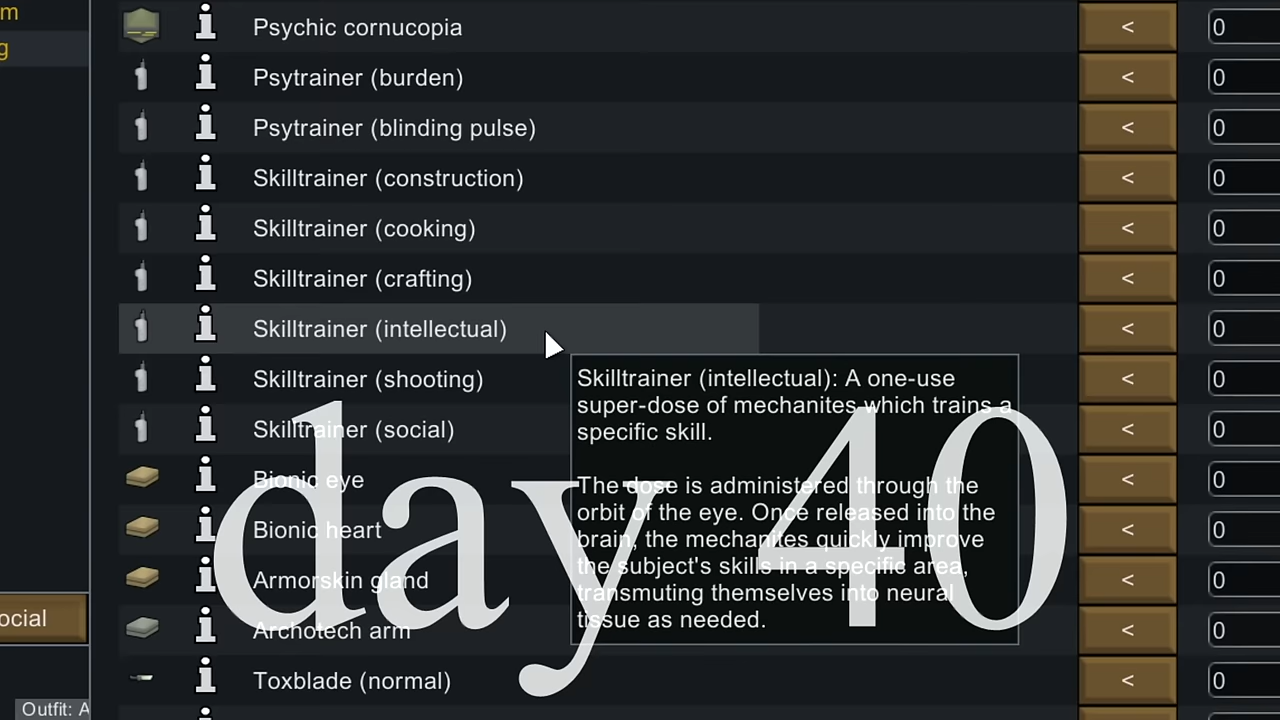 m
g
Psychic cornucopia < 0
Psytrainer (burden) < 0
Psytrainer (blinding pulse) < 0
Skilltrainer (construction) < 0
Skilltrainer (cooking) < 0
Skilltrainer (crafting) < 0
Skilltrainer (intellectual) < 0
Skilltrainer (shooting) < 0
Skilltrainer (social) < 0
Bionic eye < 0
Bionic heart < 0
Armorskin gland < 0
Archotech arm < 0
Toxblade (normal) < 0
Skilltrainer (intellectual): A one-use
super-dose of mechanites which trains a
specific skill.
The dose is administered through the
orbit of the eye. Once released into the
brain, the mechanites quickly improve
the subject's skills in a specific area,
transmuting themselves into neural
tissue as needed.
day 40
ocial
Outfit: A